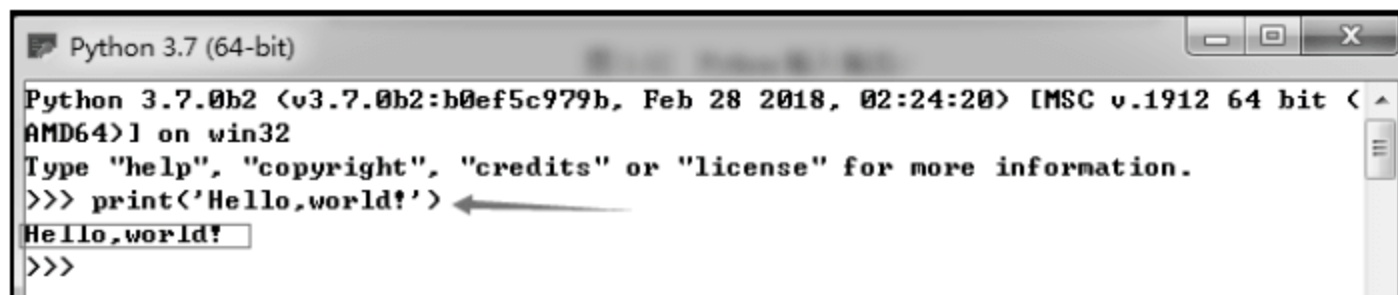 Python 3.7 (64-bit)
Python 3.7.0b2 (v3.7.0b2:b0ef5c979b, Feb 28 2018, 02:24:20) [MSC v.1912 64 bit (
AMD64)] on win32
Type "help", "copyright", "credits" or "license" for more information.
>>> print('Hello,world!')
Hello,world!
>>>